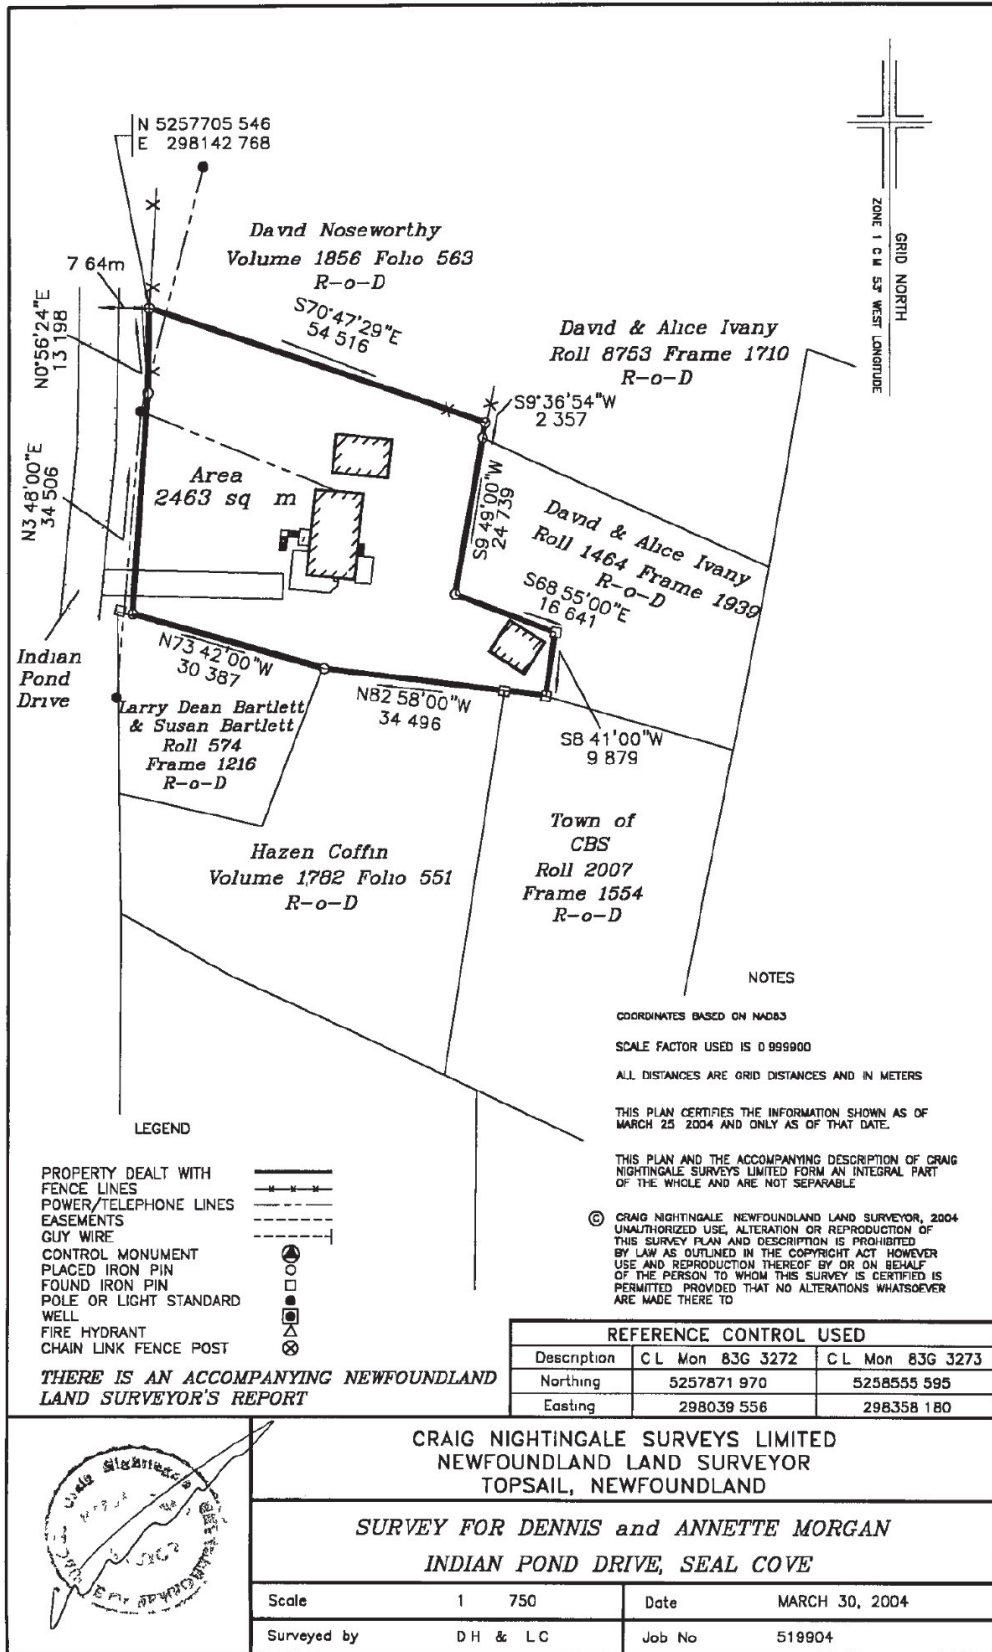 N 5257705 546
E 298142 768
7 64m
David Noseworthy
Volume 1856 Folio 563
R-o-D
S70°47'29"E
54 516
GRID NORTH
ZONE 1 C M 53 WEST LONGITUDE
David & Alice Ivany
Roll 8753 Frame 1710
R-o-D
N0°56'24"E
13 198
S9°36'54"W
2 357
N3 48'00"E
34 506
Area
2463 sq m
S9 49'00"W
24 739
David & Alice Ivany
Roll 1464 Frame 1939
R-o-D
S68 55'00"E
16 641
Indian
Pond
Drive
N73 42'00"W
30 387
N82 58'00"W
34 496
S8 41'00"W
9 879
Larry Dean Bartlett
& Susan Bartlett
Roll 574
Frame 1216
R-o-D
Hazen Coffin
Volume 1,782 Folio 551
R-o-D
Town of
CBS
Roll 2007
Frame 1554
R-o-D
NOTES
COORDINATES BASED ON NAD83
SCALE FACTOR USED IS 0 999900
ALL DISTANCES ARE GRID DISTANCES AND IN METERS
THIS PLAN CERTIFIES THE INFORMATION SHOWN AS OF
MARCH 25 2004 AND ONLY AS OF THAT DATE.
THIS PLAN AND THE ACCOMPANYING DESCRIPTION OF CRAIG
NIGHTINGALE SURVEYS LIMITED FORM AN INTEGRAL PART
OF THE WHOLE AND ARE NOT SEPARABLE
© CRAIG NIGHTINGALE NEWFOUNDLAND LAND SURVEYOR, 2004
UNAUTHORIZED USE, ALTERATION OR REPRODUCTION OF
THIS SURVEY PLAN AND DESCRIPTION IS PROHIBITED
BY LAW AS OUTLINED IN THE COPYRIGHT ACT HOWEVER
USE AND REPRODUCTION THEREOF BY OR ON BEHALF
OF THE PERSON TO WHOM THIS SURVEY IS CERTIFIED IS
PERMITTED PROVIDED THAT NO ALTERATIONS WHATSOEVER
ARE MADE THERE TO
LEGEND
PROPERTY DEALT WITH
FENCE LINES
POWER/TELEPHONE LINES
EASEMENTS
GUY WIRE
CONTROL MONUMENT
PLACED IRON PIN
FOUND IRON PIN
POLE OR LIGHT STANDARD
WELL
FIRE HYDRANT
CHAIN LINK FENCE POST
THERE IS AN ACCOMPANYING NEWFOUNDLAND
LAND SURVEYOR'S REPORT
REFERENCE CONTROL USED
Description C L Mon 83G 3272 C L Mon 83G 3273
Northing 5257871 970 5258555 595
Easting 298039 556 298358 180
CRAIG NIGHTINGALE SURVEYS LIMITED
NEWFOUNDLAND LAND SURVEYOR
TOPSAIL, NEWFOUNDLAND
SURVEY FOR DENNIS and ANNETTE MORGAN
INDIAN POND DRIVE, SEAL COVE
Scale 1 750 Date MARCH 30, 2004
Surveyed by DH & LC Job No 519904
Craig Nightingale